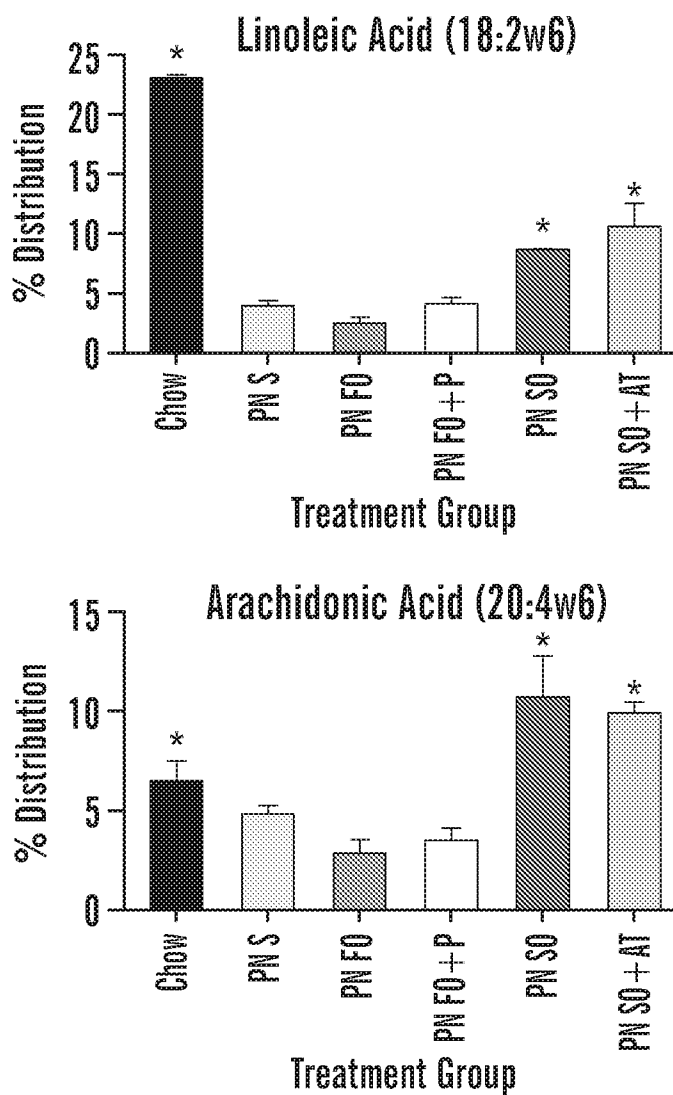 Linoleic Acid (18:2w6)
25
20
15
10
5
0
% Distribution
*
*
*
Chow
PN S
PN FO
PN FO+P
PN SO
PN SO+AT
Treatment Group
Arachidonic Acid (20:4w6)
15
10
5
0
% Distribution
*
*
*
Chow
PN S
PN FO
PN FO+P
PN SO
PN SO+AT
Treatment Group